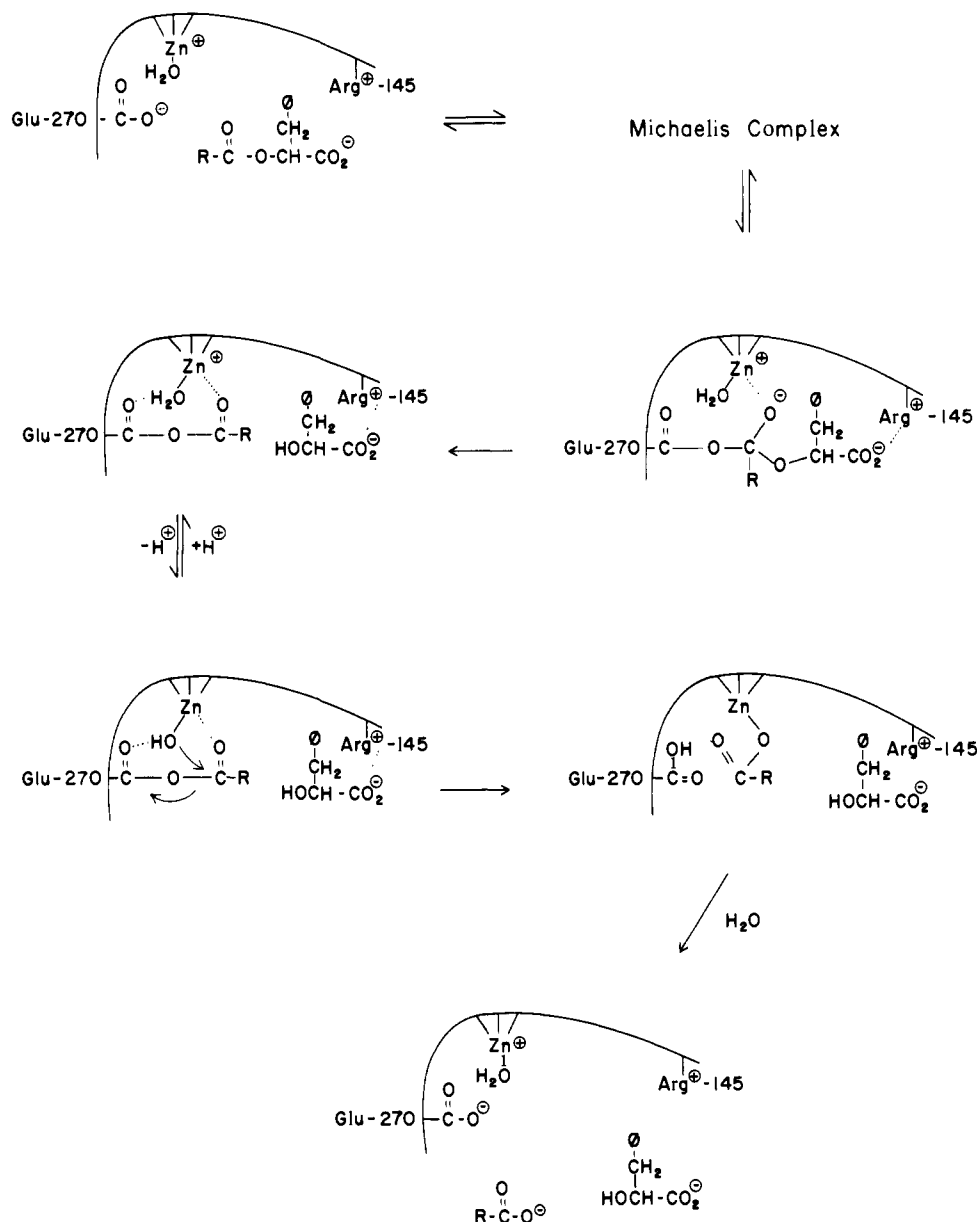 Zn⊕
H₂O
Arg⊕-145
O
Glu-270 - C - O⊖
Ø
CH₂
O
R-C-O-CH-CO₂⊖
Michaelis Complex
Zn⊕
H₂O
O
O
Ø
CH₂
Arg⊕-145
Glu-270 C O C R
HOCH-CO₂⊖
Zn⊕
H₂O
O⊖
Ø
CH₂
Arg⊕-145
O
Glu-270 C O C O CH-CO₂⊖
R
-H⊕ +H⊕
Zn
HO
O
O
Ø
CH₂
Arg⊕-145
Glu-270 C O C-R
HOCH-CO₂⊖
Zn
O
OH
O
Ø
CH₂
Arg⊕-145
Glu-270 C=O C R
HOCH-CO₂⊖
H₂O
Zn⊕
H₂O
Arg⊕-145
O
Glu-270 -C-O⊖
Ø
CH₂
HOCH-CO₂⊖
O
R-C-O⊖